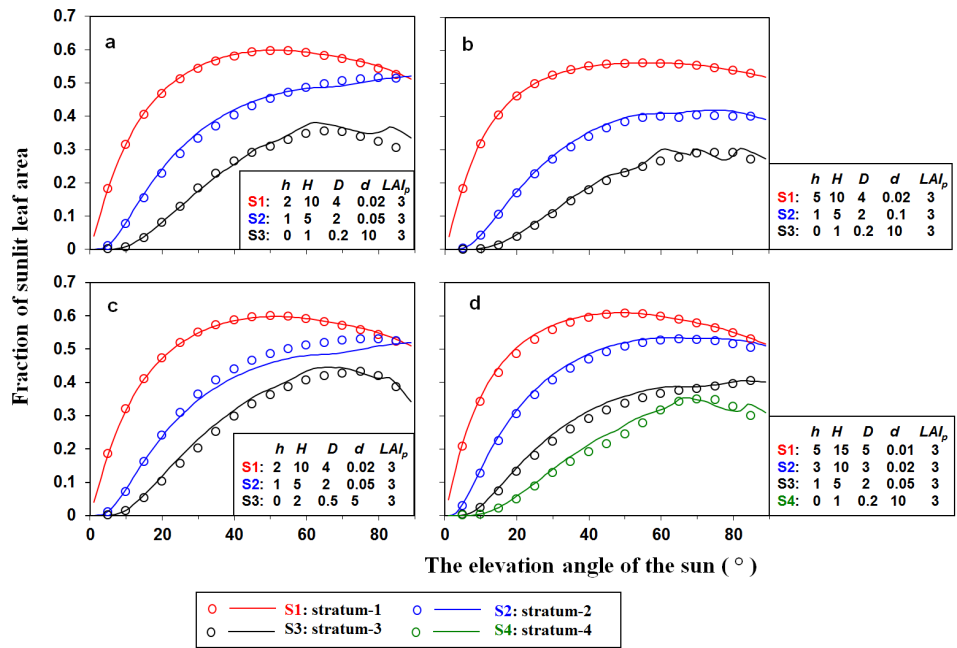 Fraction of sunlit leaf area
a
0.7
0.6
0.5
0.4
0.3
0.2
0.1
0
h H D d LAIp
S1: 2 10 4 0.02 3
S2: 1 5 2 0.05 3
S3: 0 1 0.2 10 3
b
h H D d LAIp
S1: 5 10 4 0.02 3
S2: 1 5 2 0.1 3
S3: 0 1 0.2 10 3
c
0.7
0.6
0.5
0.4
0.3
0.2
0.1
0
h H D d LAIp
S1: 2 10 4 0.02 3
S2: 1 5 2 0.05 3
S3: 0 2 0.5 5 3
0 20 40 60 80
d
h H D d LAIp
S1: 5 15 5 0.01 3
S2: 3 10 3 0.02 3
S3: 1 5 2 0.05 3
S4: 0 1 0.2 10 3
0 20 40 60 80
The elevation angle of the sun ( ° )
S1: stratum-1
S2: stratum-2
S3: stratum-3
S4: stratum-4